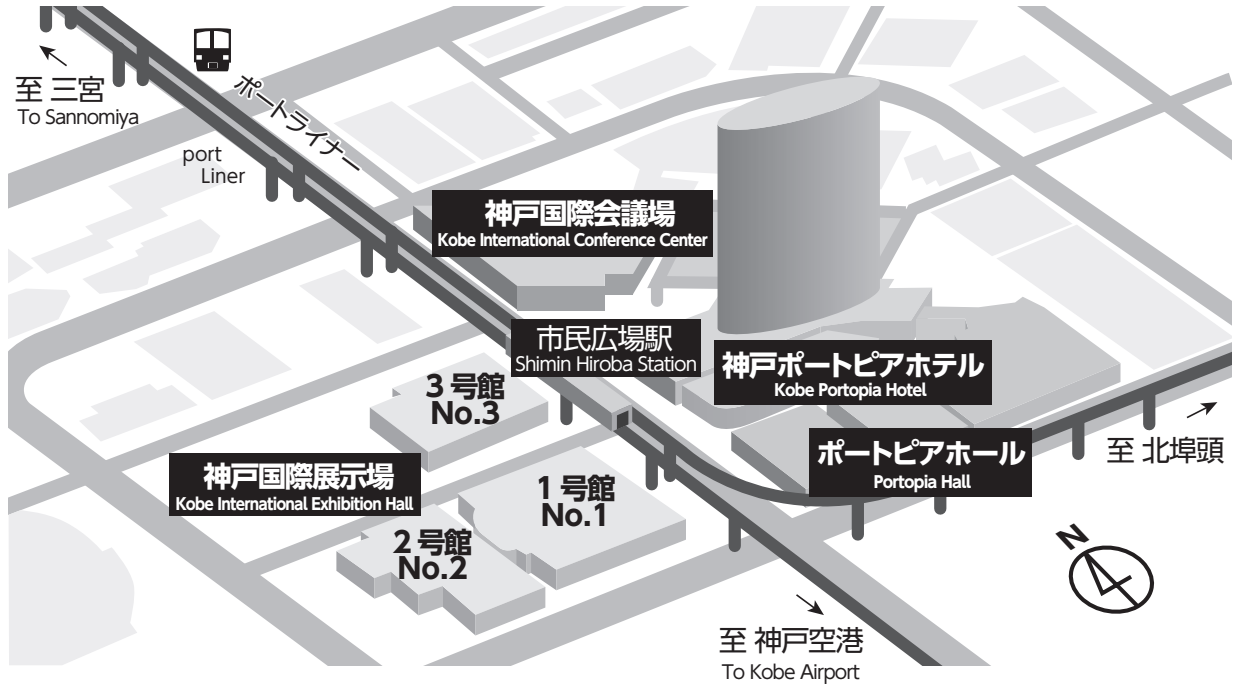 至 三宮
To Sannomiya
ポートライナー
port
Liner
神戸国際会議場
Kobe International Conference Center
市民広場駅
Shimin Hiroba Station
神戸ポートピアホテル
Kobe Portopia Hotel
3 号館
No.3
ポートピアホール
Portopia Hall
至 北埠頭
神戸国際展示場
Kobe International Exhibition Hall
1 号館
No.1
2 号館
No.2
N
至 神戸空港
To Kobe Airport